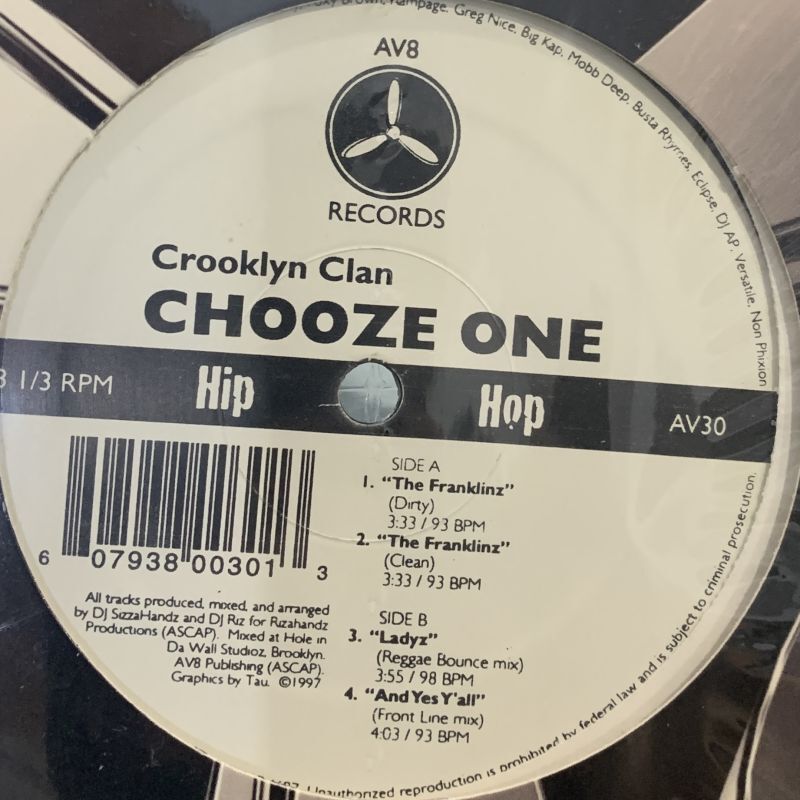 Rampage, Greg Nice, Big Kap, Mobb Deep, Busta Rhymes, Eclipse, DJ AP, Versatile, Non Phixion
AV8
RECORDS
Crooklyn Clan
CHOOZE ONE
1/3 RPM
Hip Hop
AV30
SIDE A
1. "The Franklinz"
(Dirty)
3:33 / 93 BPM
2. "The Franklinz"
(Clean)
3:33 / 93 BPM
SIDE B
3. "Ladyz"
(Reggae Bounce mix)
3:55 / 98 BPM
4. "And Yes Y'all"
(Front Line mix)
4:03 / 93 BPM
6 07938 00301 3
All tracks produced, mixed, and arranged
by DJ SizzaHandz and DJ Riz for Rizahandz
Productions (ASCAP). Mixed at Hole in
Da Wall Studioz, Brooklyn.
AV8 Publishing (ASCAP).
Graphics by Tau. ©1997
Unauthorized reproduction is prohibited by federal law and is subject to criminal prosecution.